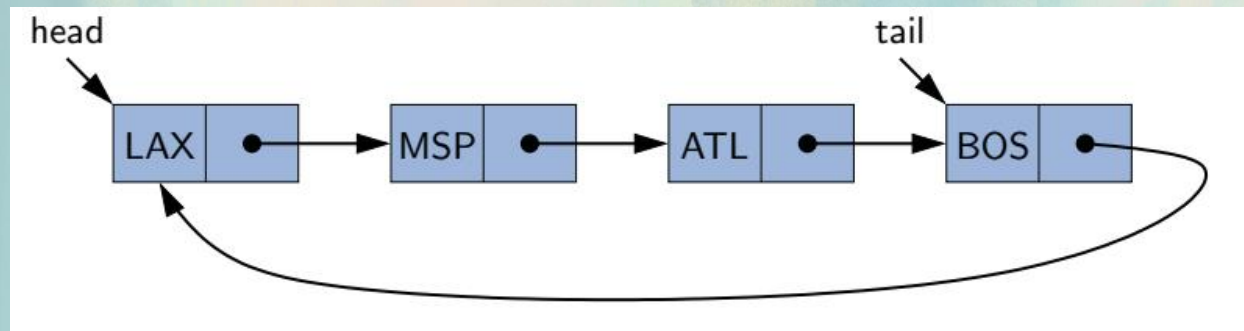 head
tail
LAX
MSP
ATL
BOS